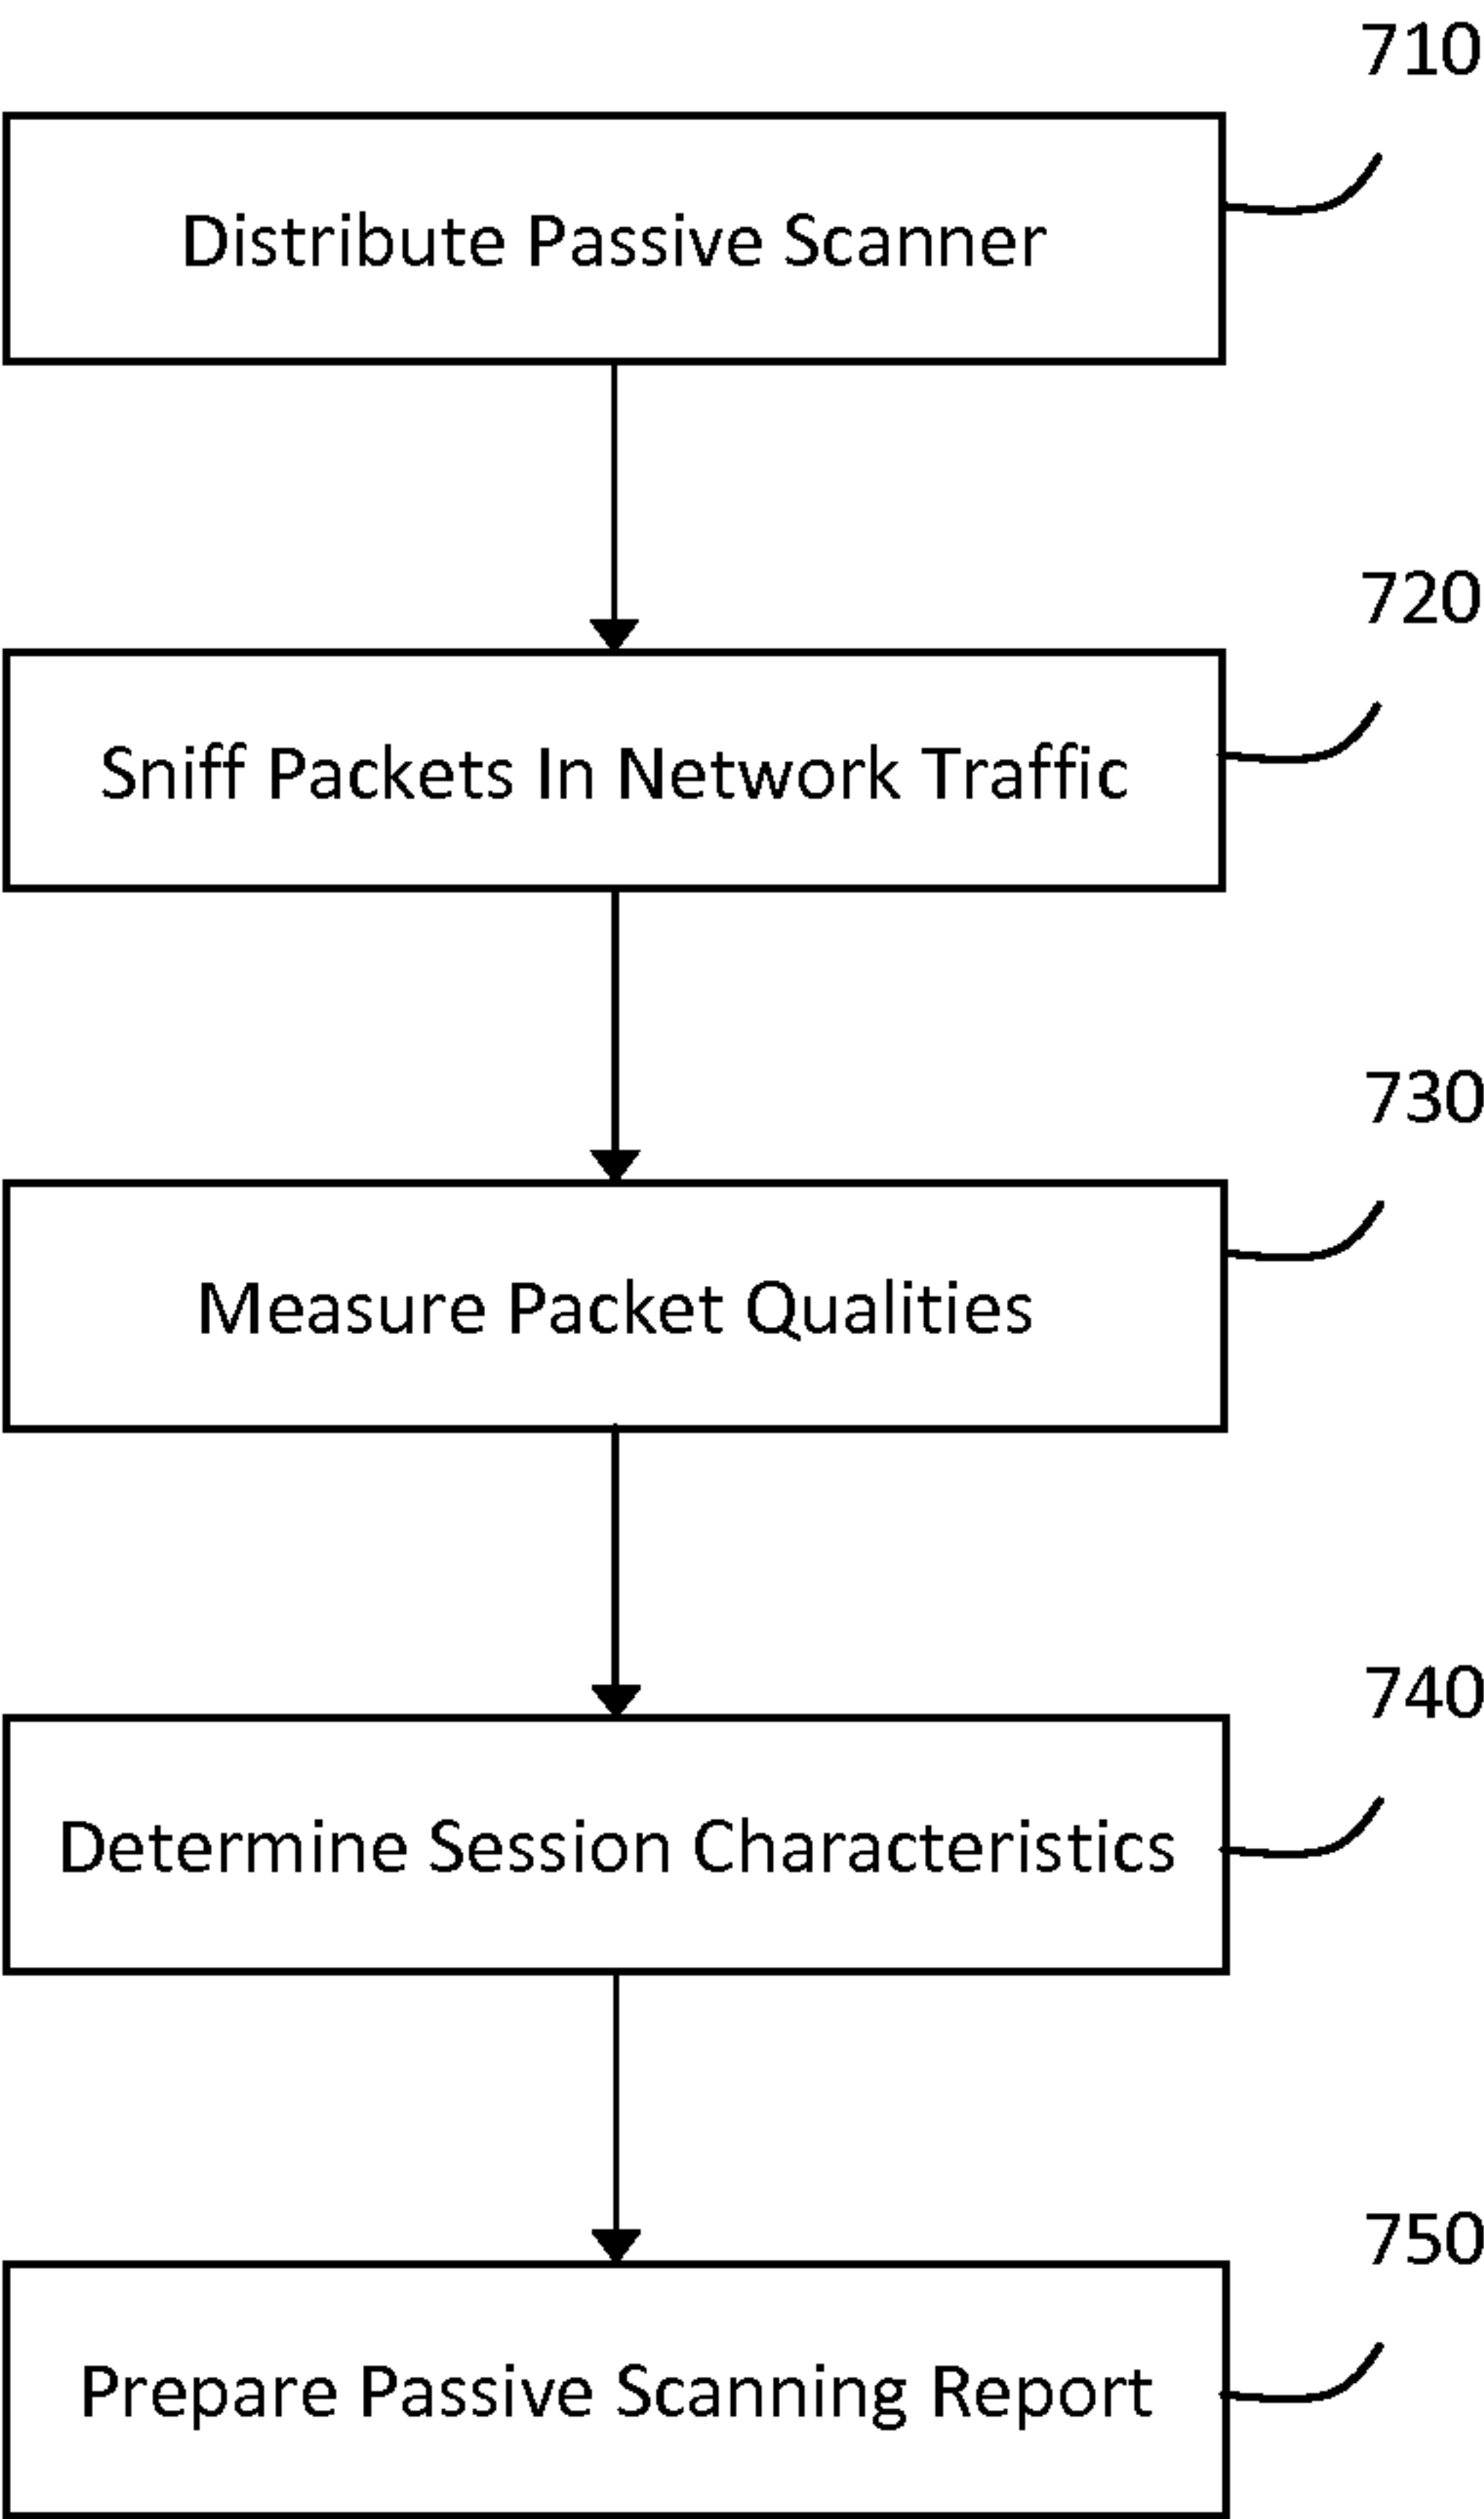 710
Distribute Passive Scanner
720
Sniff Packets In Network Traffic
730
Measure Packet Qualities
740
Determine Session Characteristics
750
Prepare Passive Scanning Report